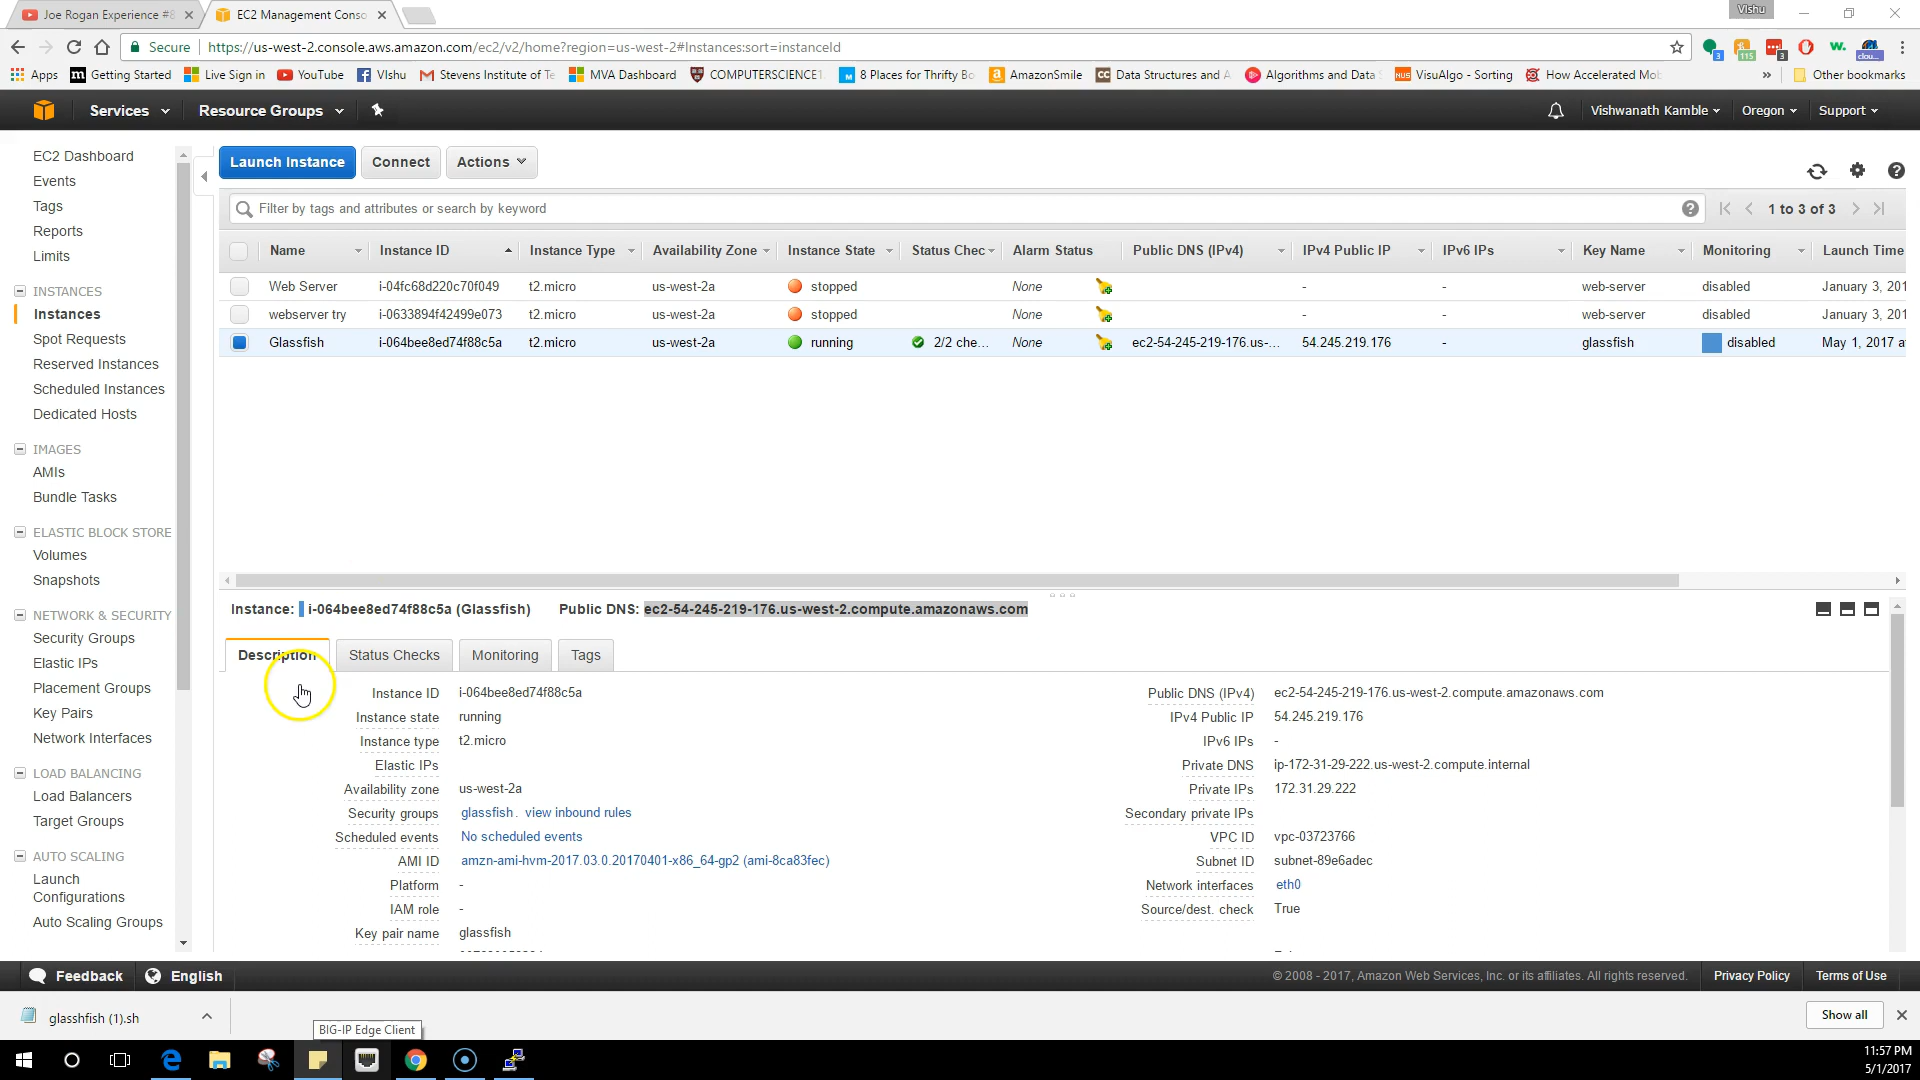 Joe Rogan Experience #8
EC2 Management Conso
Vishu
Secure https://us-west-2.console.aws.amazon.com/ec2/v2/home?region=us-west-2#Instances:sort=instanceId
3 115 3 w. clou...
Apps Getting Started Live Sign in YouTube VIshu Stevens Institute of Te MVA Dashboard COMPUTERSCIENCE1 8 Places for Thrifty Bo AmazonSmile Data Structures and A Algorithms and Data S VisuAlgo - Sorting How Accelerated Mob » Other bookmarks
Services Resource Groups Vishwanath Kamble Oregon Support
EC2 Dashboard
Events
Tags
Reports
Limits
INSTANCES
Instances
Spot Requests
Reserved Instances
Scheduled Instances
Dedicated Hosts
IMAGES
AMIs
Bundle Tasks
ELASTIC BLOCK STORE
Volumes
Snapshots
NETWORK & SECURITY
Security Groups
Elastic IPs
Placement Groups
Key Pairs
Network Interfaces
LOAD BALANCING
Load Balancers
Target Groups
AUTO SCALING
Launch
Configurations
Auto Scaling Groups
Launch Instance Connect Actions
Filter by tags and attributes or search by keyword
1 to 3 of 3
Name Instance ID Instance Type Availability Zone Instance State Status Chec Alarm Status Public DNS (IPv4) IPv4 Public IP IPv6 IPs Key Name Monitoring Launch Time
Web Server i-04fc68d220c70f049 t2.micro us-west-2a stopped None - - web-server disabled January 3, 201
webserver try i-0633894f42499e073 t2.micro us-west-2a stopped None - - web-server disabled January 3, 201
Glassfish i-064bee8ed74f88c5a t2.micro us-west-2a running 2/2 che... None ec2-54-245-219-176.us-... 54.245.219.176 - glassfish disabled May 1, 2017 a
Instance: i-064bee8ed74f88c5a (Glassfish) Public DNS: ec2-54-245-219-176.us-west-2.compute.amazonaws.com
Description Status Checks Monitoring Tags
Instance ID i-064bee8ed74f88c5a
Instance state running
Instance type t2.micro
Elastic IPs
Availability zone us-west-2a
Security groups glassfish. view inbound rules
Scheduled events No scheduled events
AMI ID amzn-ami-hvm-2017.03.0.20170401-x86_64-gp2 (ami-8ca83fec)
Platform -
IAM role -
Key pair name glassfish
Public DNS (IPv4) ec2-54-245-219-176.us-west-2.compute.amazonaws.com
IPv4 Public IP 54.245.219.176
IPv6 IPs -
Private DNS ip-172-31-29-222.us-west-2.compute.internal
Private IPs 172.31.29.222
Secondary private IPs
VPC ID vpc-03723766
Subnet ID subnet-89e6adec
Network interfaces eth0
Source/dest. check True
Feedback English
© 2008 - 2017, Amazon Web Services, Inc. or its affiliates. All rights reserved. Privacy Policy Terms of Use
glasshfish (1).sh
Show all
BIG-IP Edge Client
11:57 PM
5/1/2017